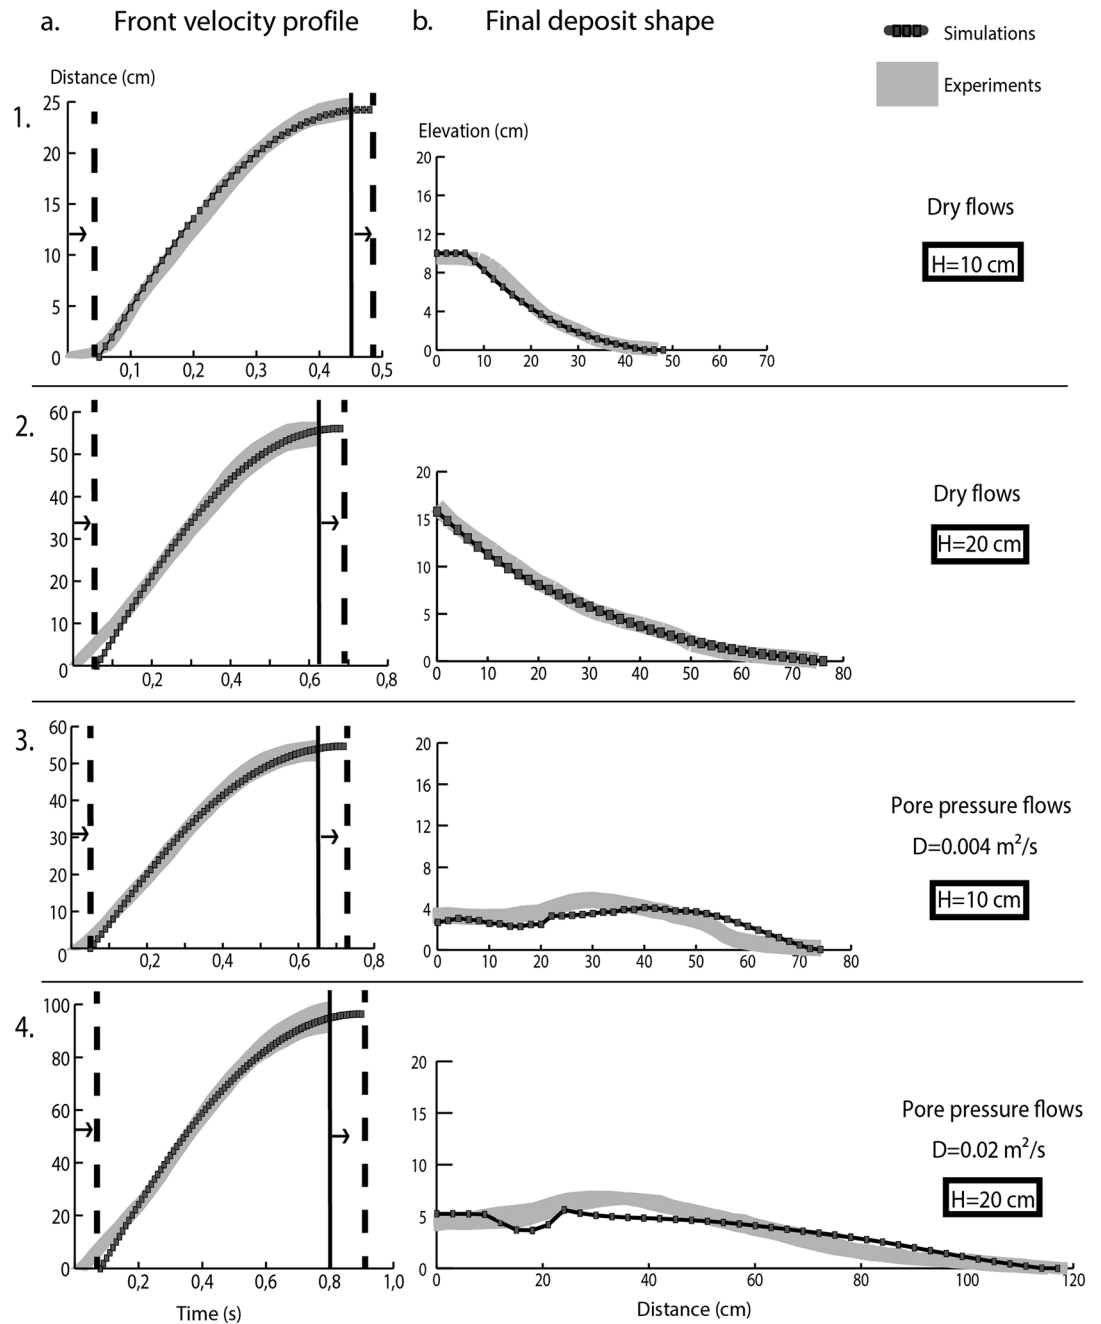 a. Front velocity profile b. Final deposit shape
Simulations
Experiments
1.
Distance (cm)
25
20
15
10
5
0
0,1 0,2 0,3 0,4 0,5
Elevation (cm)
20
16
12
8
4
0
0 10 20 30 40 50 60 70
Dry flows
H=10 cm
2.
60
50
40
30
20
10
0
0,2 0,4 0,6 0,8
20
15
10
5
0
0 10 20 30 40 50 60 70 80
Dry flows
H=20 cm
3.
60
50
40
30
20
10
0
0,2 0,4 0,6 0,8
20
16
12
8
4
0
0 10 20 30 40 50 60 70 80
Pore pressure flows
D=0.004 m²/s
H=10 cm
4.
100
80
60
40
20
0
0,2 0,4 0,6 0,8 1,0
Time (s)
20
15
10
5
0
0 20 40 60 80 100 120
Distance (cm)
Pore pressure flows
D=0.02 m²/s
H=20 cm